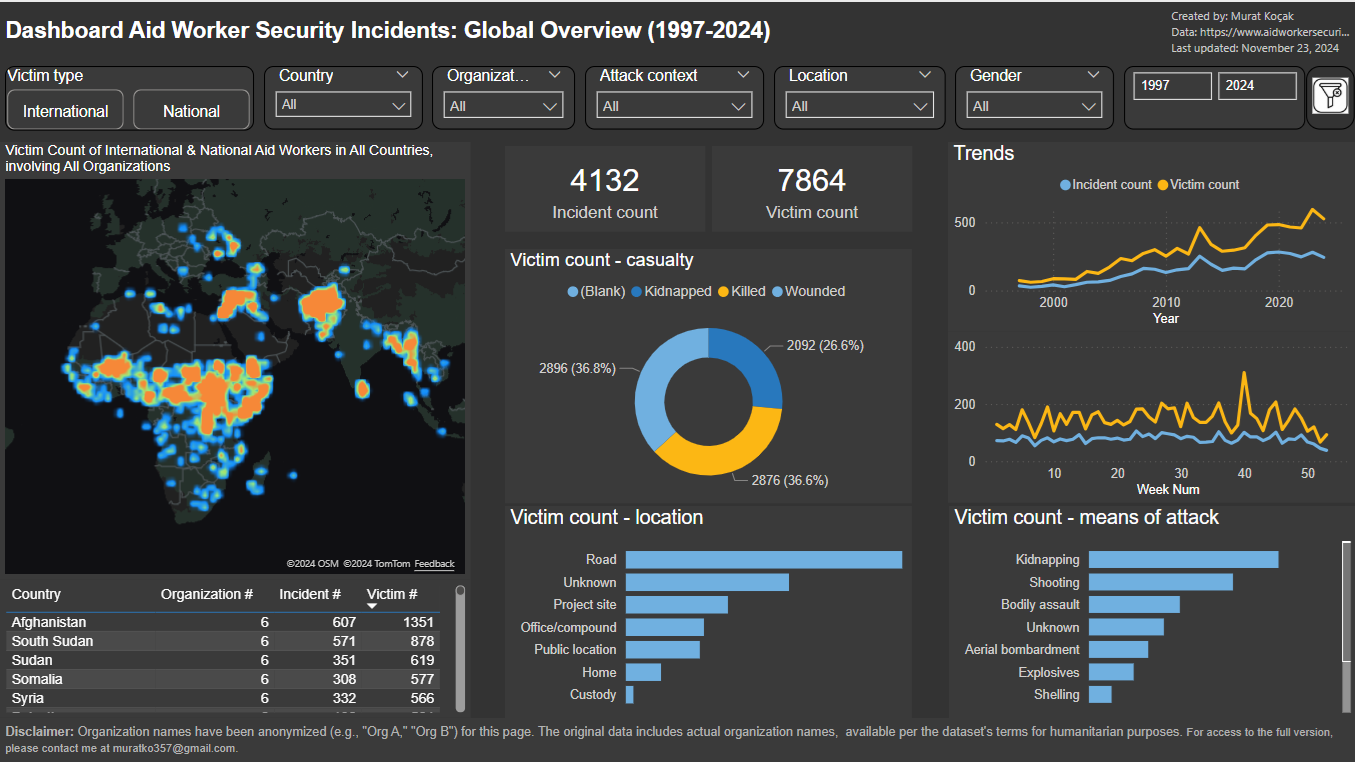 Dashboard Aid Worker Security Incidents: Global Overview (1997-2024)
Created by: Murat Koçak
Data: https://www.aidworkersecuri...
Last updated: November 23, 2024
Victim type
International
National
Country
All
Organizat...
All
Attack context
All
Location
All
Gender
All
1997
2024
Victim Count of International & National Aid Workers in All Countries,
involving All Organizations
©2024 OSM ©2024 TomTom Feedback
4132
Incident count
7864
Victim count
Victim count - casualty
(Blank) Kidnapped Killed Wounded
2092 (26.6%)
2896 (36.8%)
2876 (36.6%)
Trends
Incident count Victim count
500
0
2000 2010 2020
Year
400
200
0
10 20 30 40 50
Week Num
Country Organization # Incident # Victim #
Afghanistan 6 607 1351
South Sudan 6 571 878
Sudan 6 351 619
Somalia 6 308 577
Syria 6 332 566
Victim count - location
Road
Unknown
Project site
Office/compound
Public location
Home
Custody
Victim count - means of attack
Kidnapping
Shooting
Bodily assault
Unknown
Aerial bombardment
Explosives
Shelling
Disclaimer: Organization names have been anonymized (e.g., "Org A," "Org B") for this page. The original data includes actual organization names, available per the dataset's terms for humanitarian purposes. For access to the full version,
please contact me at muratko357@gmail.com.